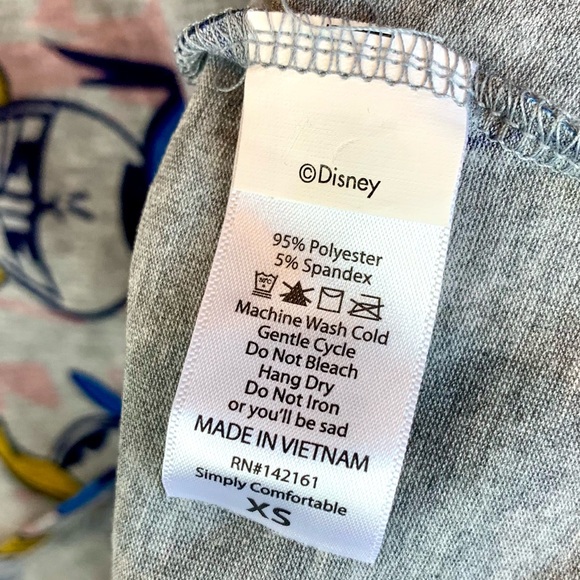 ©Disney
95% Polyester
5% Spandex
Machine Wash Cold
Gentle Cycle
Do Not Bleach
Hang Dry
Do Not Iron
or you'll be sad
MADE IN VIETNAM
RN#142161
Simply Comfortable
XS